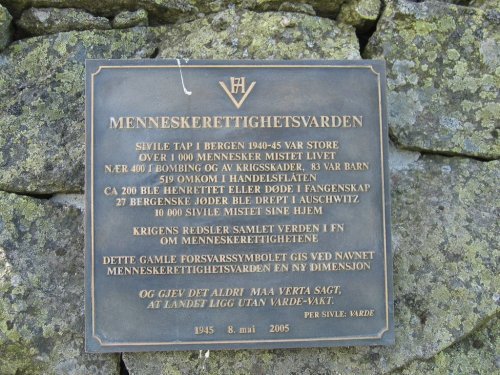 MENNESKERETTIGHETSVARDEN
SIVILE TAP I BERGEN 1940-45 VAR STORE
OVER 1 000 MENNESKER MISTET LIVET
NÆR 400 I BOMBING OG AV KRIGSSKADER, 83 VAR BARN
519 OMKOM I HANDELSFLÅTEN
CA 200 BLE HENRETTET ELLER DØDE I FANGENSKAP
27 BERGENSKE JØDER BLE DREPT I AUSCHWITZ
10 000 SIVILE MISTET SINE HJEM
KRIGENS REDSLER SAMLET VERDEN I FN
OM MENNESKERETTIGHETENE
DETTE GAMLE FORSVARSSYMBOLET GIS VED NAVNET
MENNESKERETTIGHETSVARDEN EN NY DIMENSJON
OG GJEV DET ALDRI MAA VERTA SAGT,
AT LANDET LIGG UTAN VARDE-VAKT.
PER SIVLE: VARDE
1945 8. mai 2005